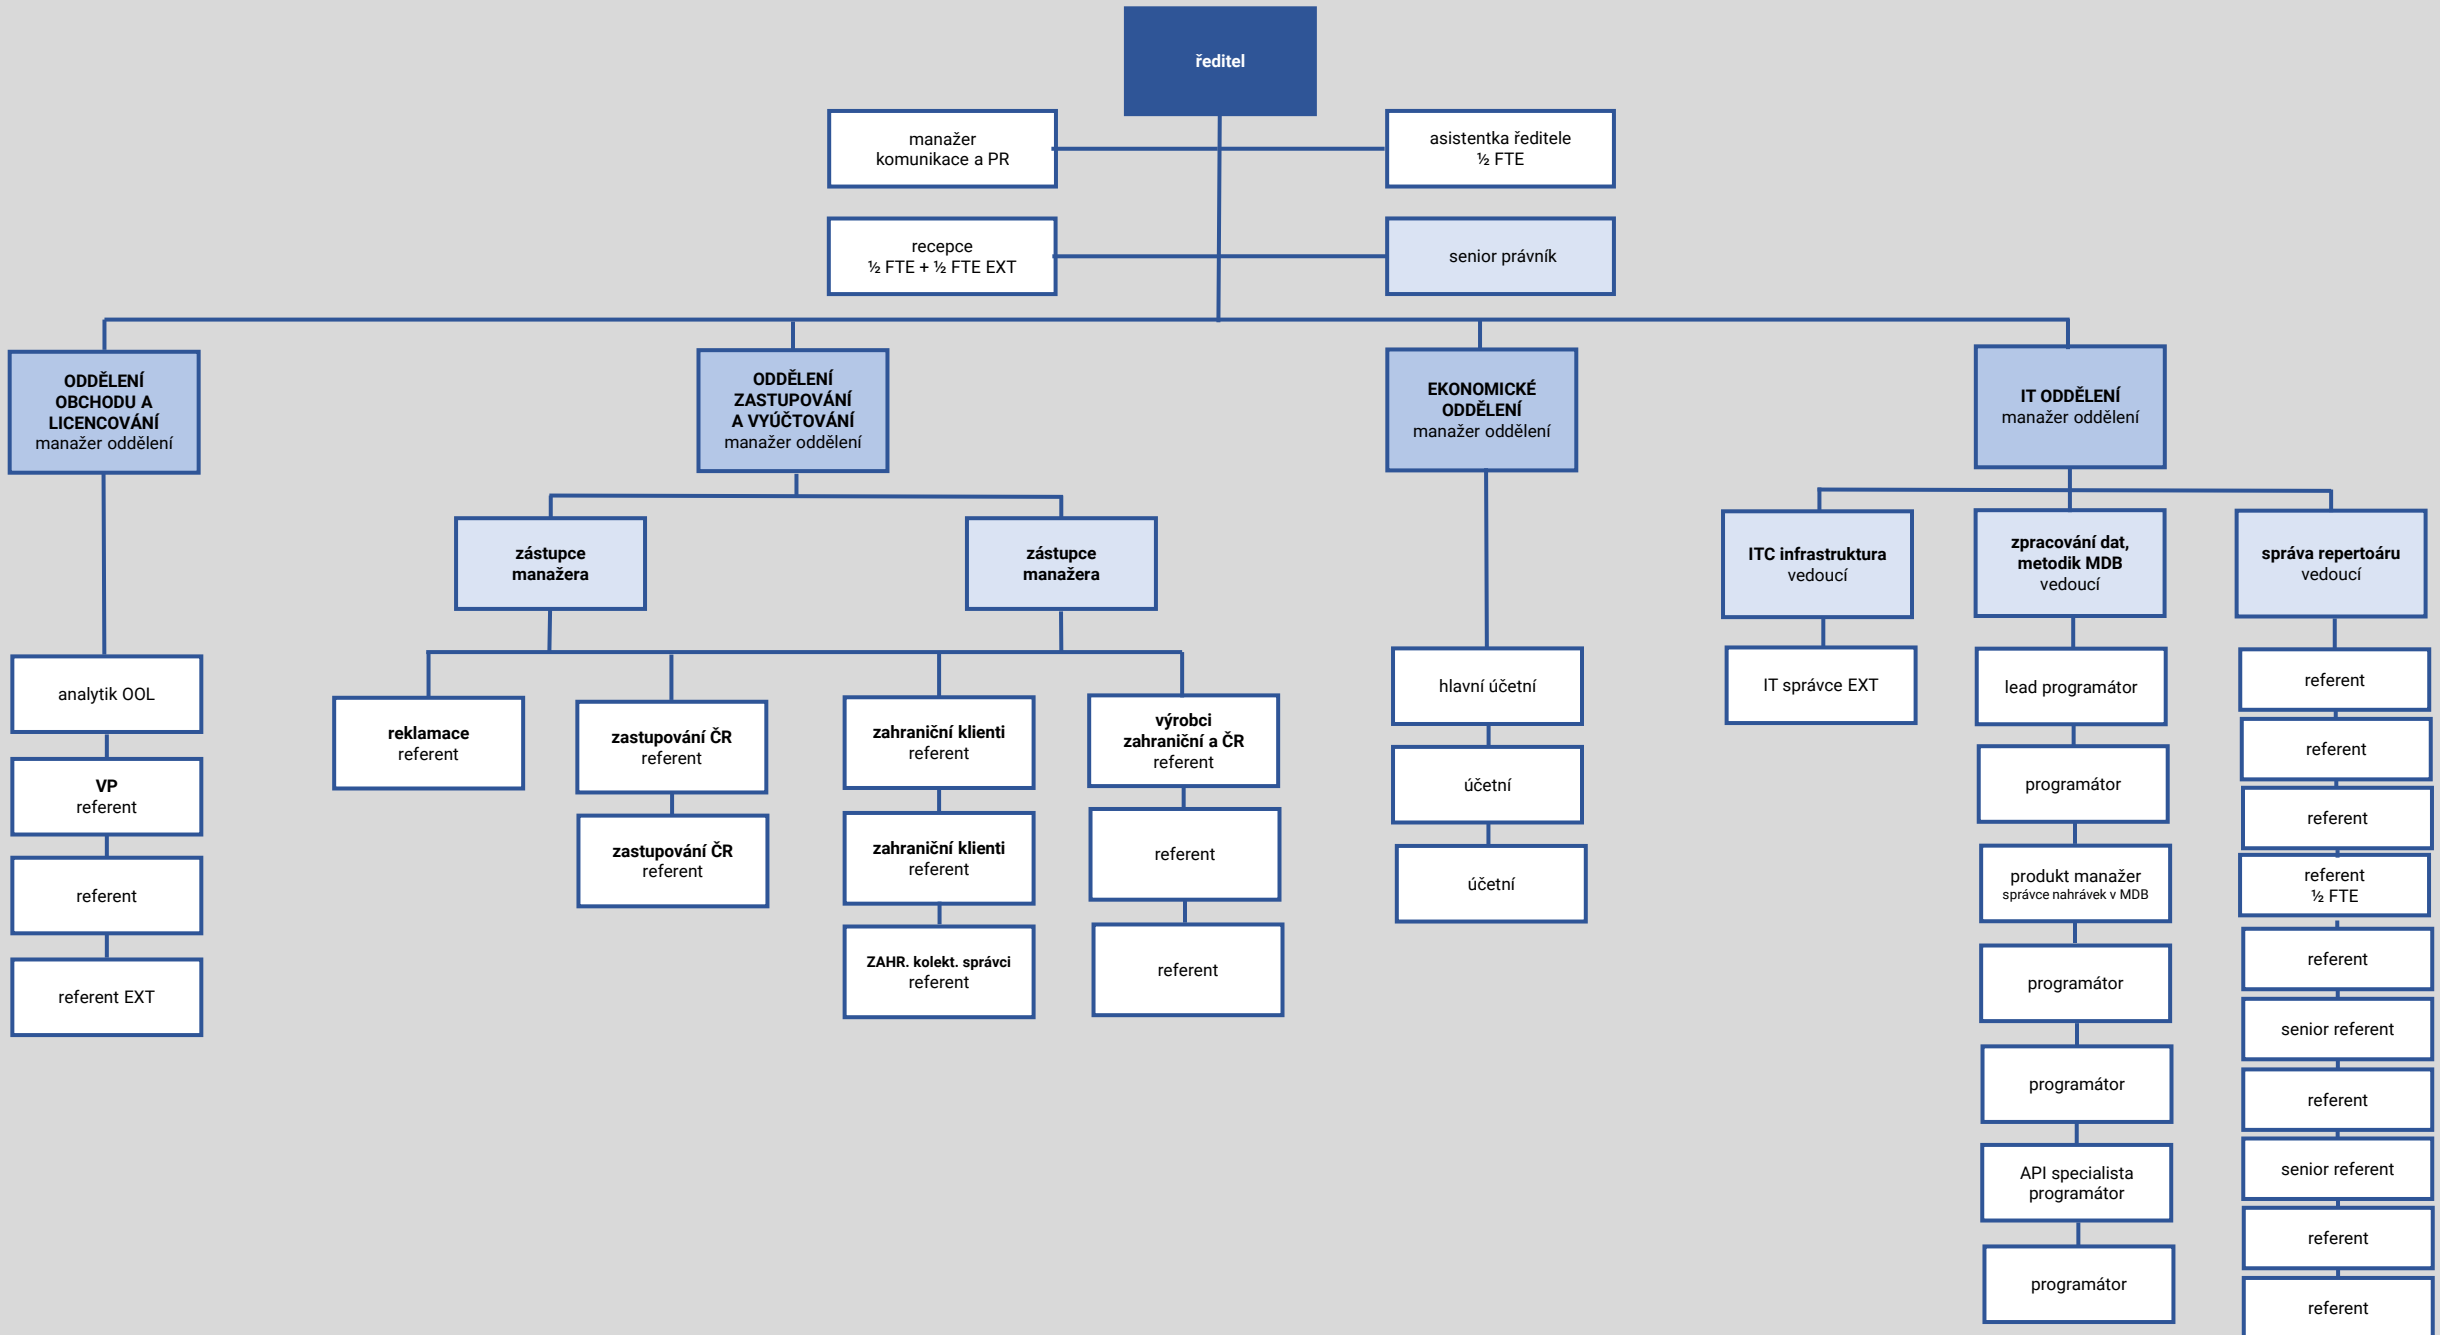 ředitel
manažer
komunikace a PR
asistentka ředitele
½ FTE
recepce
½ FTE + ½ FTE EXT
senior právník
ODDĚLENÍ
OBCHODU A
LICENCOVÁNÍ
manažer oddělení
ODDĚLENÍ
ZASTUPOVÁNÍ
A VYÚČTOVÁNÍ
manažer oddělení
EKONOMICKÉ
ODDĚLENÍ
manažer oddělení
IT ODDĚLENÍ
manažer oddělení
zástupce
manažera
zástupce
manažera
ITC infrastruktura
vedoucí
zpracování dat,
metodik MDB
vedoucí
správa repertoáru
vedoucí
analytik OOL
VP
referent
referent
referent EXT
reklamace
referent
zastupování ČR
referent
zastupování ČR
referent
zahraniční klienti
referent
zahraniční klienti
referent
ZAHR. kolekt. správci
referent
výrobci
zahraniční a ČR
referent
referent
referent
hlavní účetní
účetní
účetní
IT správce EXT
lead programátor
programátor
produkt manažer
správce nahrávek v MDB
programátor
programátor
API specialista
programátor
programátor
referent
referent
referent
referent
½ FTE
referent
senior referent
referent
senior referent
referent
referent